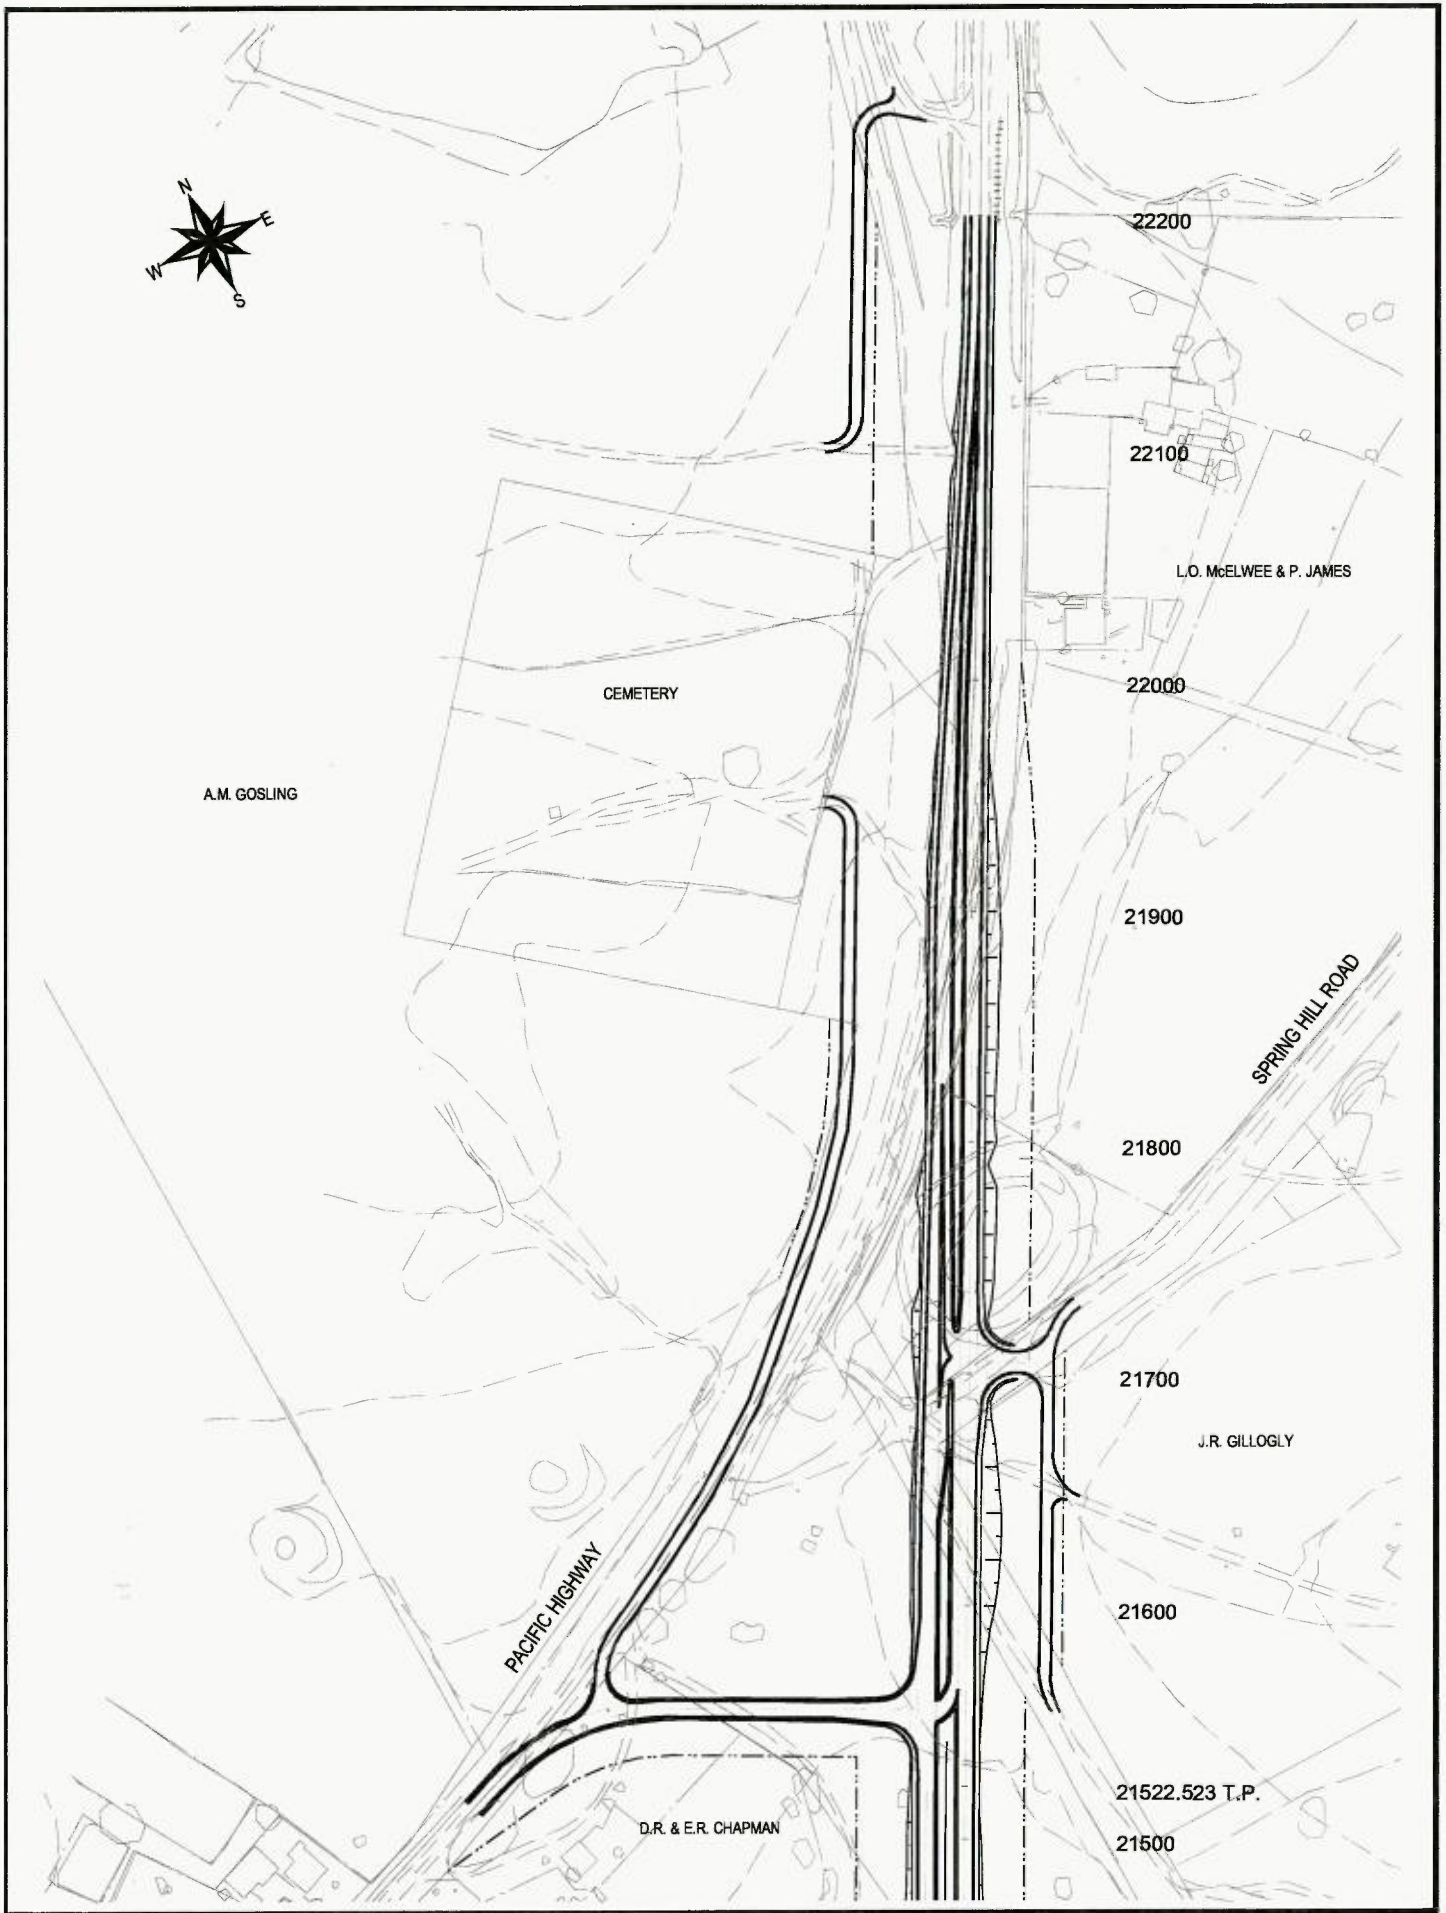 N
E
W
S
22200
22100
L.O. McELWEE & P. JAMES
22000
CEMETERY
A.M. GOSLING
21900
SPRING HILL ROAD
21800
21700
J.R. GILLOGLY
PACIFIC HIGHWAY
21600
21522.523 T.P.
D.R. & E.R. CHAPMAN
21500